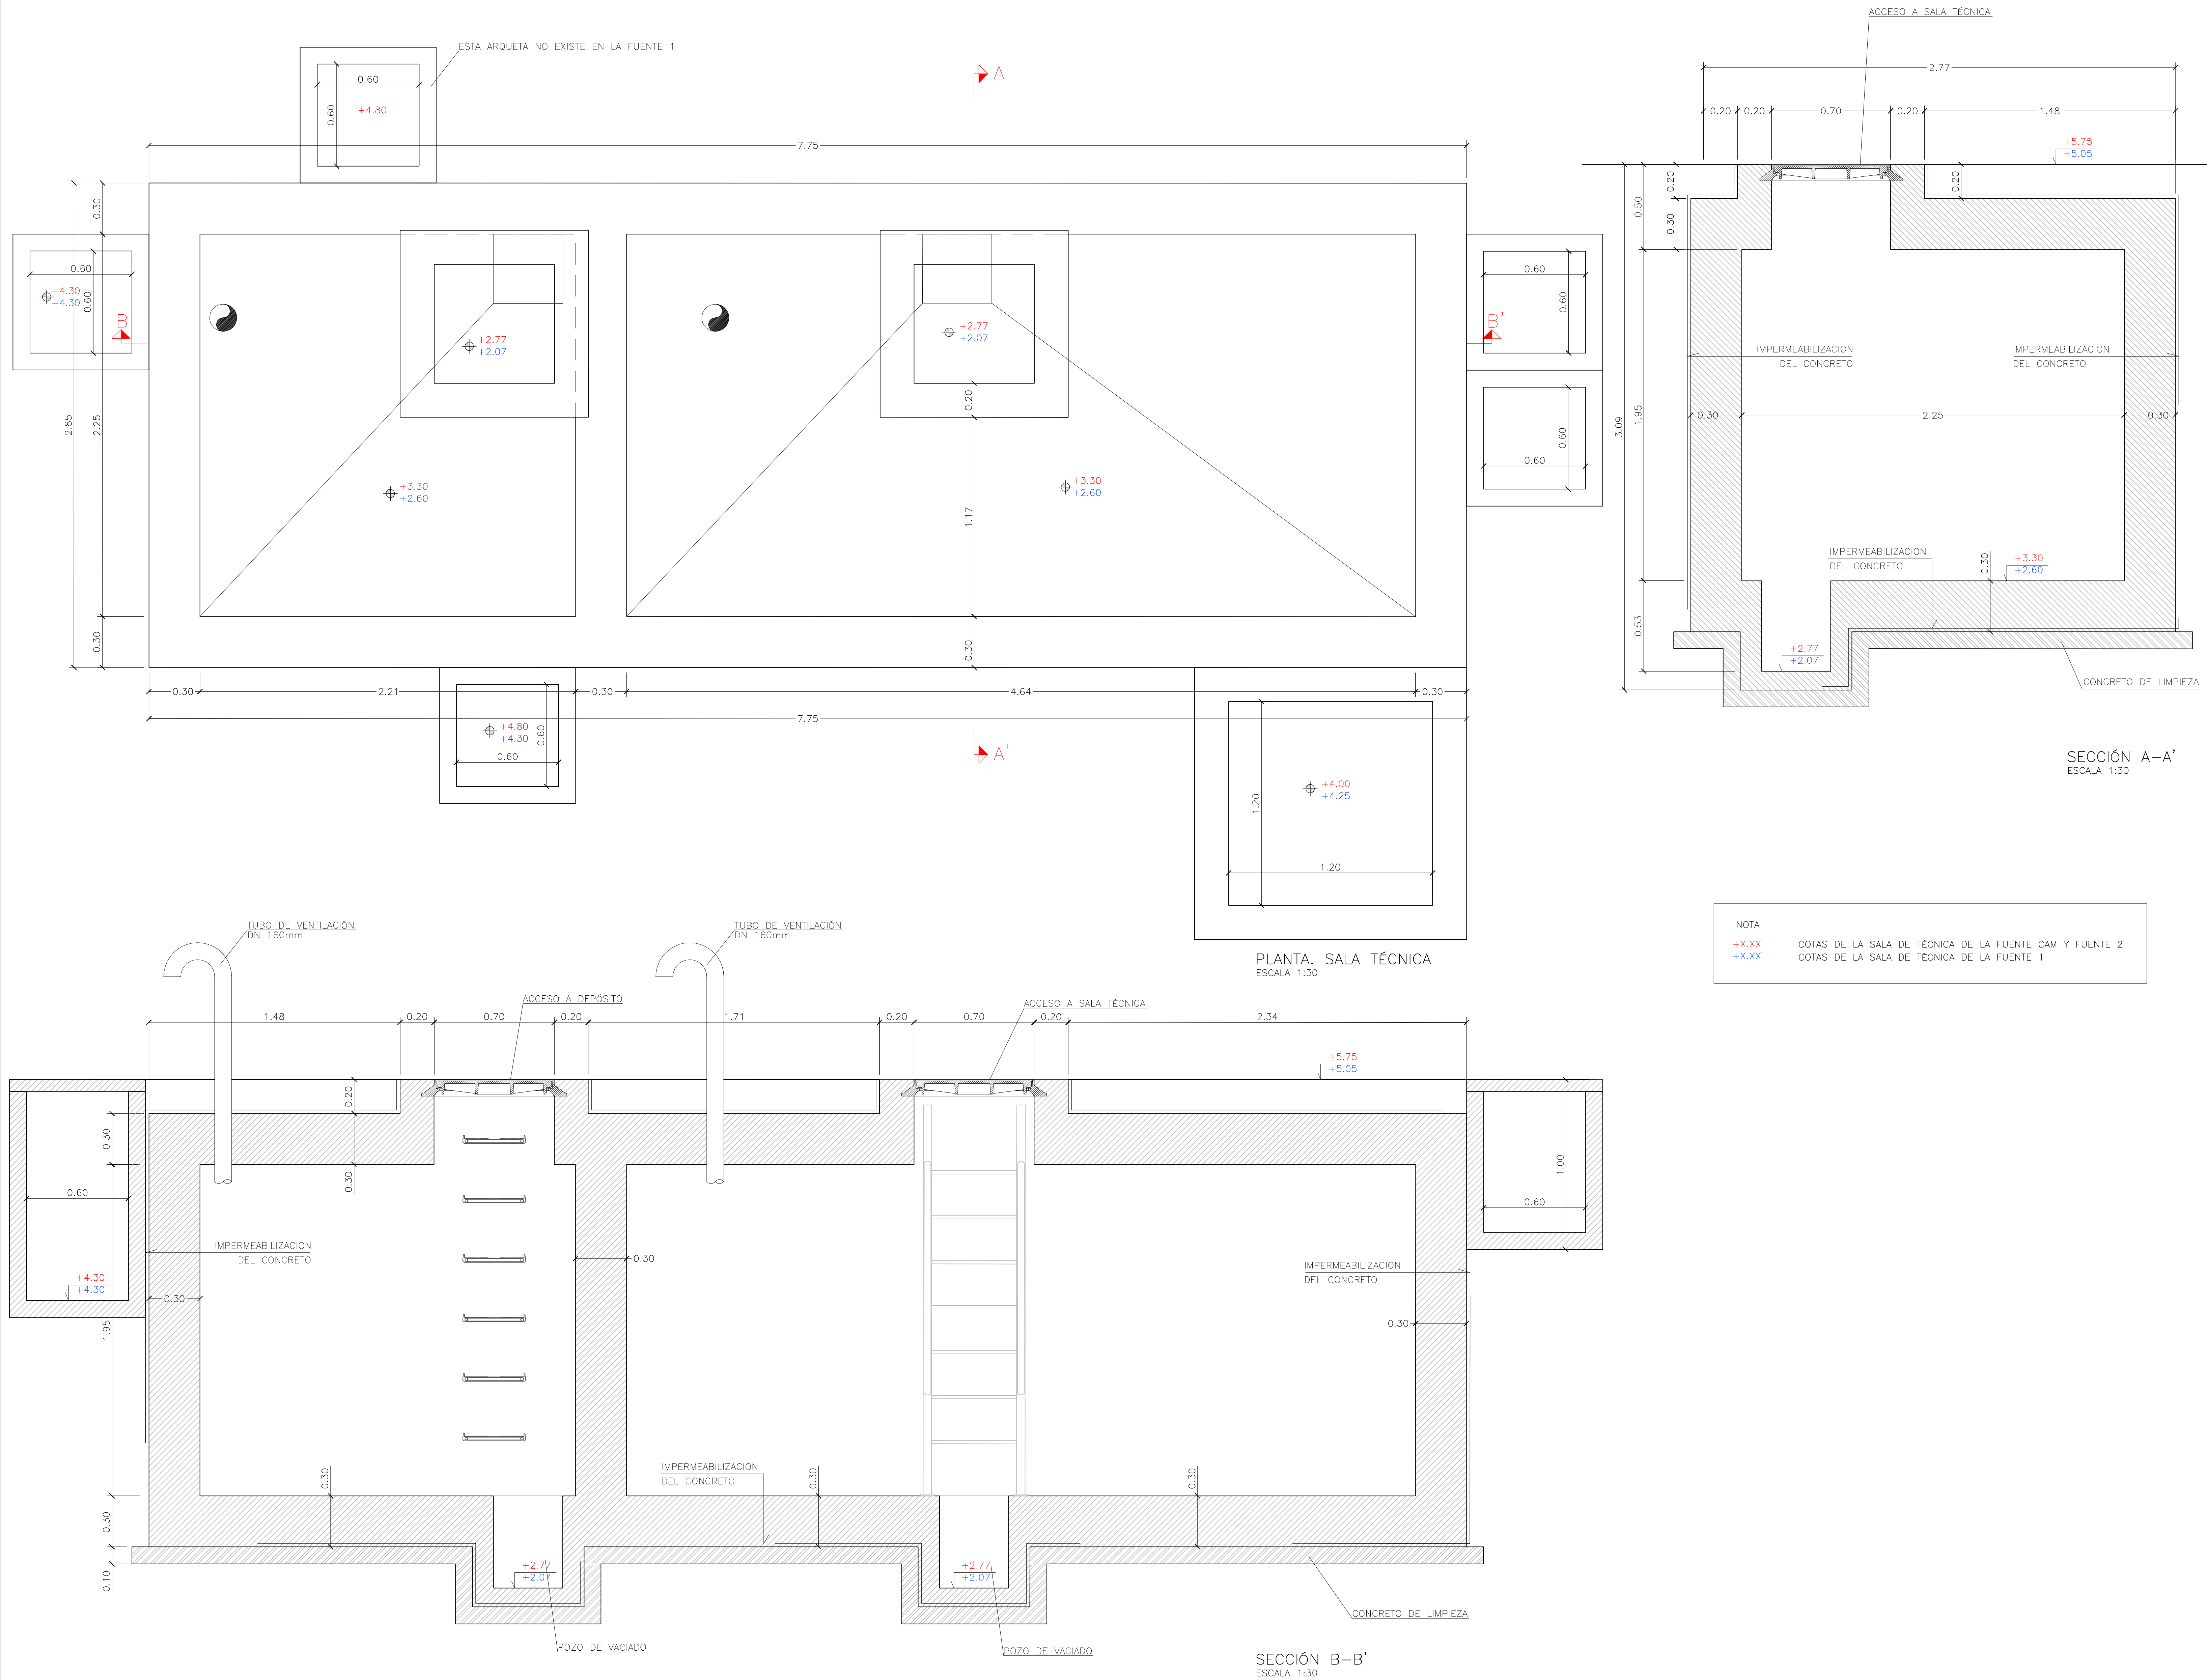 ESTA ARQUETA NO EXISTE EN LA FUENTE 1
A
0.60
0.60
+4.80
7.75
0.30
2.85
2.25
0.30
0.60
0.60
+4.30
+4.30
B
+2.77
+2.07
+2.77
+2.07
0.20
+3.30
+2.60
+3.30
+2.60
1.17
0.30
0.60
0.60
B'
0.60
0.60
0.30
2.21
0.30
4.64
0.30
7.75
+4.80
+4.30
0.60
0.60
A'
+4.00
+4.25
1.20
1.20
PLANTA. SALA TÉCNICA
ESCALA 1:30
ACCESO A SALA TÉCNICA
2.77
0.20
0.20
0.70
0.20
1.48
+5.75
+5.05
0.20
0.50
0.30
0.20
IMPERMEABILIZACION
DEL CONCRETO
IMPERMEABILIZACION
DEL CONCRETO
3.09
1.95
0.30
2.25
0.30
IMPERMEABILIZACION
DEL CONCRETO
0.30
+3.30
+2.60
0.53
+2.77
+2.07
CONCRETO DE LIMPIEZA
SECCIÓN A-A'
ESCALA 1:30
NOTA
+X.XX COTAS DE LA SALA DE TÉCNICA DE LA FUENTE CAM Y FUENTE 2
+X.XX COTAS DE LA SALA DE TÉCNICA DE LA FUENTE 1
TUBO DE VENTILACIÓN
DN 160mm
TUBO DE VENTILACIÓN
DN 160mm
ACCESO A DEPÓSITO
ACCESO A SALA TÉCNICA
1.48
0.20
0.70
0.20
1.71
0.20
0.70
0.20
2.34
+5.75
+5.05
0.20
0.30
0.30
1.00
0.60
0.60
IMPERMEABILIZACION
DEL CONCRETO
0.30
IMPERMEABILIZACION
DEL CONCRETO
+4.30
+4.30
0.30
1.95
0.30
IMPERMEABILIZACION
DEL CONCRETO
0.30
0.30
0.30
0.30
0.10
+2.77
+2.07
+2.77
+2.07
CONCRETO DE LIMPIEZA
POZO DE VACIADO
POZO DE VACIADO
SECCIÓN B-B'
ESCALA 1:30